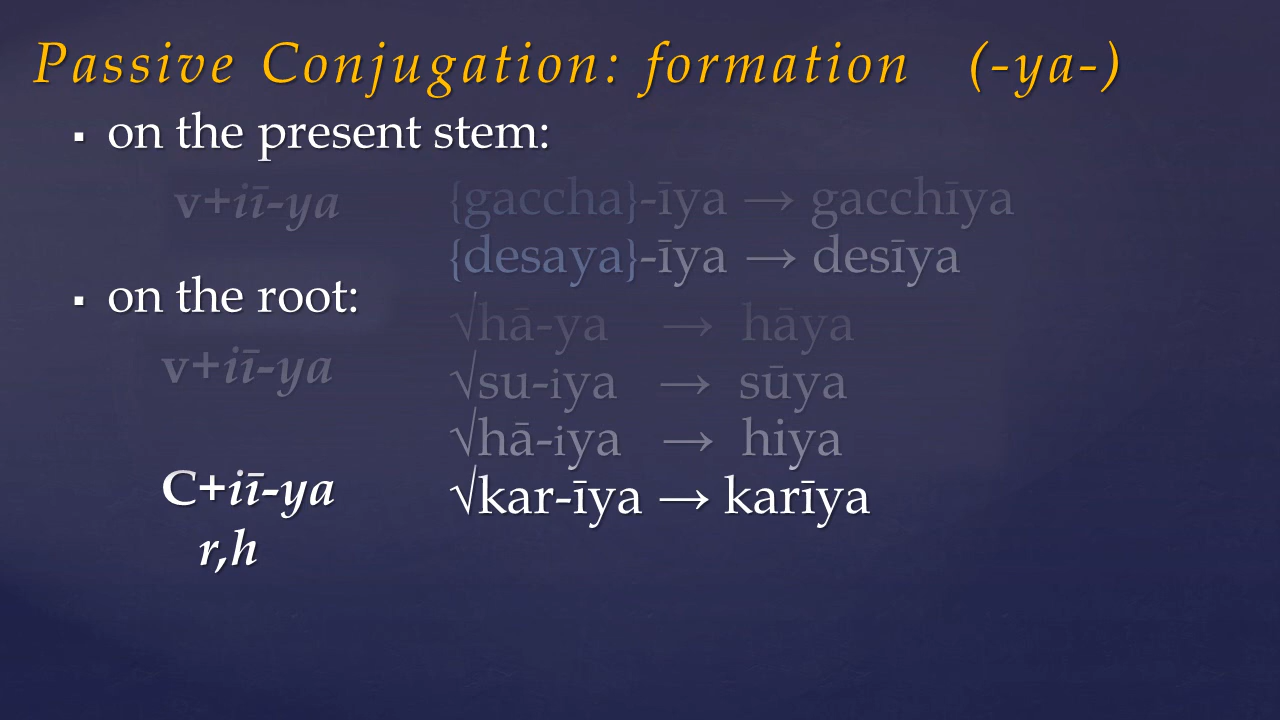 Passive Conjugation: formation (-ya-)
▪ on the present stem:
v+iī-ya {gaccha}-īya → gacchīya
{desaya}-īya → desīya
▪ on the root:
√hā-ya → hāya
v+iī-ya √su-iya → sūya
√hā-iya → hiya
C+iī-ya √kar-īya → karīya
r,h